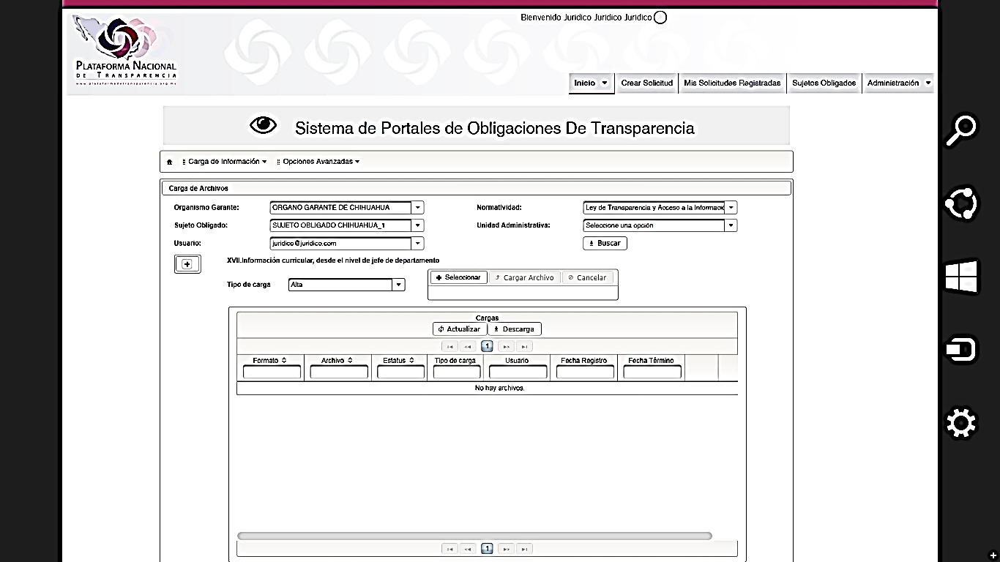 Bienvenido Juridico Juridico Juridico
PLATAFORMA NACIONAL
DE TRANSPARENCIA
www.plataformadetransparencia.org.mx
Inicio
Crear Solicitud
Mis Solicitudes Registradas
Sujetos Obligados
Administración
Sistema de Portales de Obligaciones De Transparencia
Carga de Información
Opciones Avanzadas
Carga de Archivos
Organismo Garante: ORGANO GARANTE DE CHIHUAHUA
Normatividad: Ley de Transparencia y Acceso a la Informació
Sujeto Obligado: SUJETO OBLIGADO CHIHUAHUA_1
Unidad Administrativa: Seleccione una opción
Usuario: juridico@juridico.com
Buscar
XVII.Información curricular, desde el nivel de jefe de departamento
Tipo de carga Alta
Seleccionar Cargar Archivo Cancelar
Cargas
Actualizar Descarga
1
Formato Archivo Estatus Tipo de carga Usuario Fecha Registro Fecha Término
No hay archivos.
1